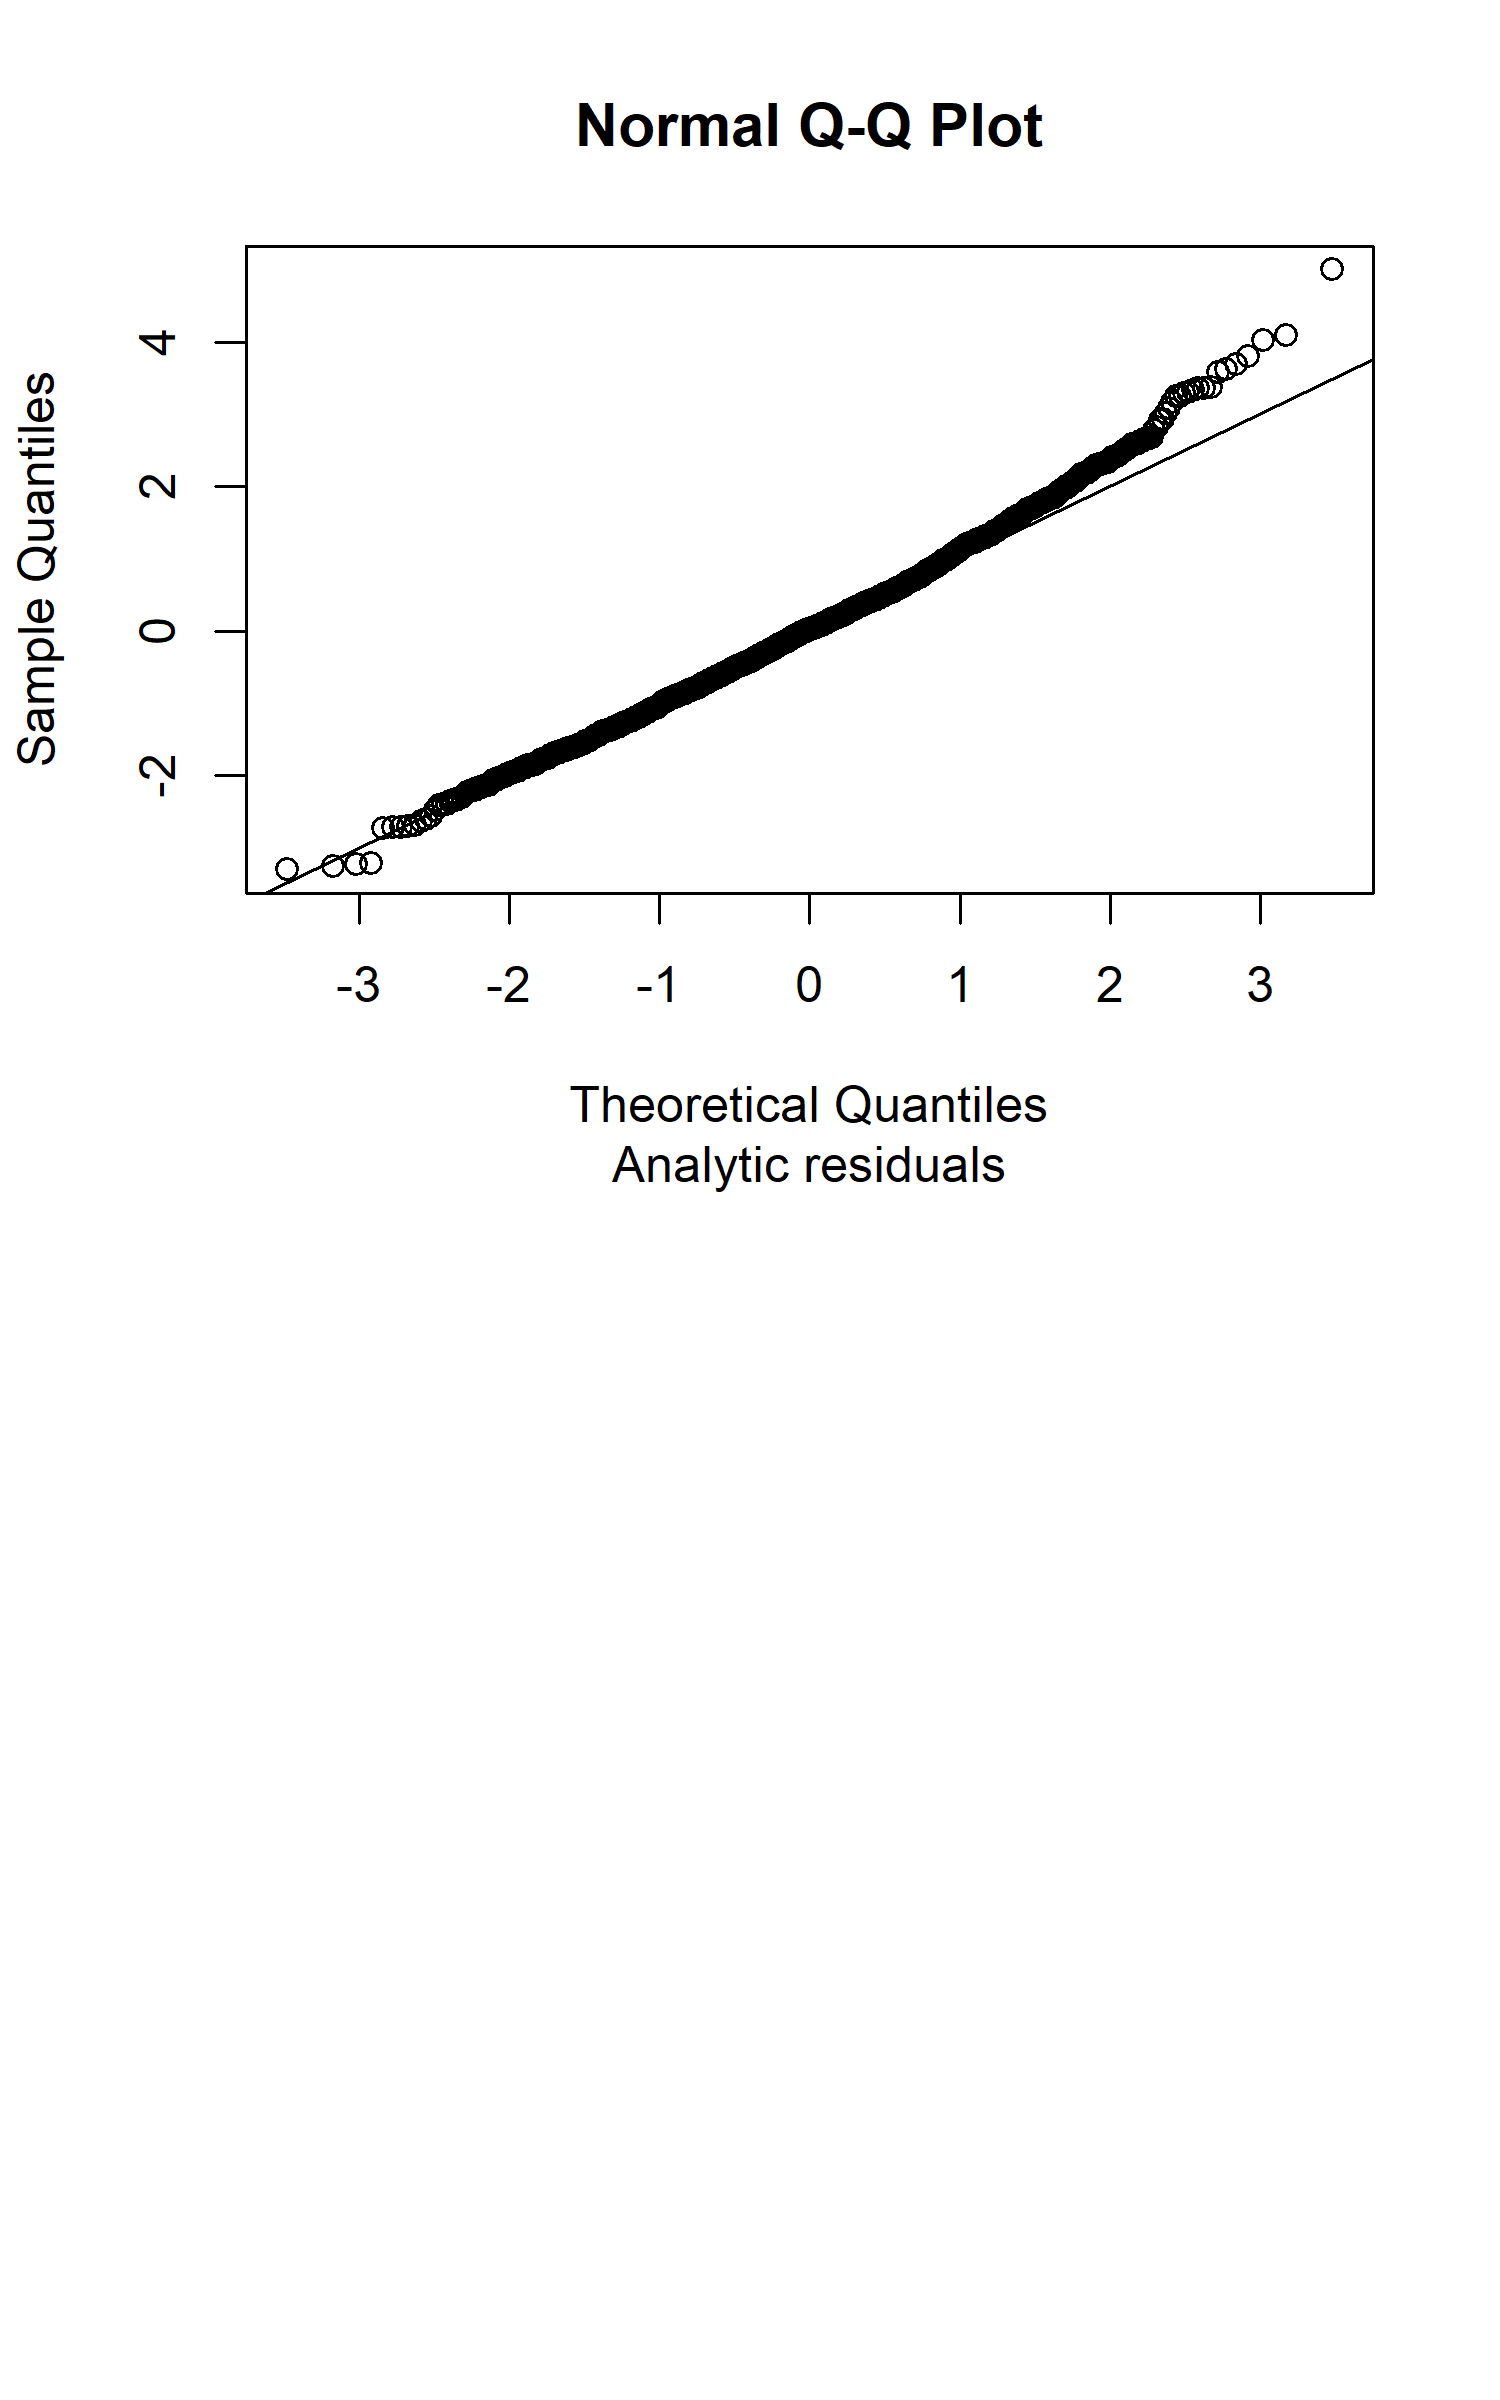 Normal Q-Q Plot
Sample Quantiles
4
2
0
-2
-3 -2 -1 0 1 2 3
Theoretical Quantiles
Analytic residuals